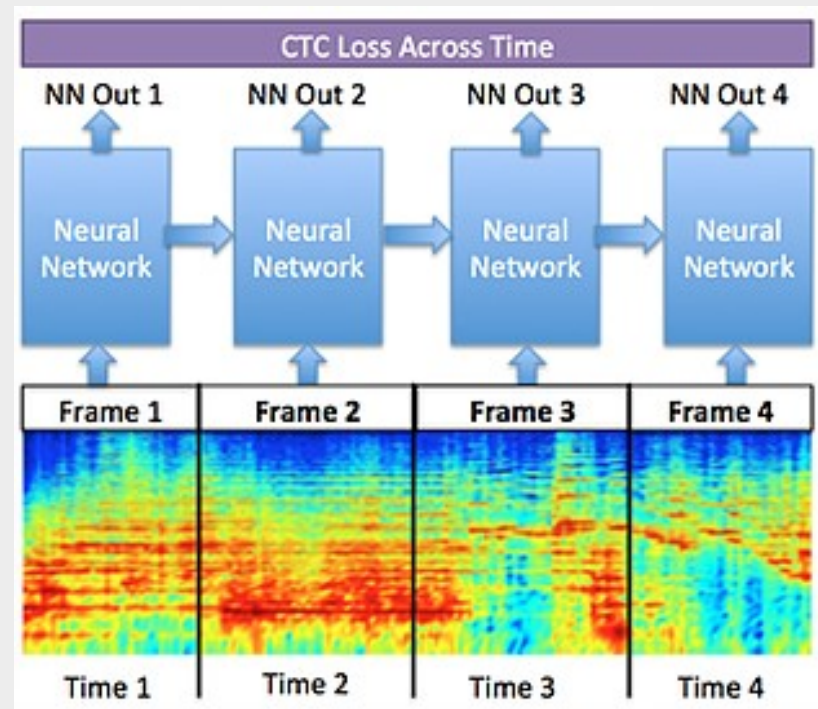 CTC Loss Across Time
NN Out 1 NN Out 2 NN Out 3 NN Out 4
Neural Neural Neural Neural
Network Network Network Network
Frame 1 Frame 2 Frame 3 Frame 4
Time 1 Time 2 Time 3 Time 4